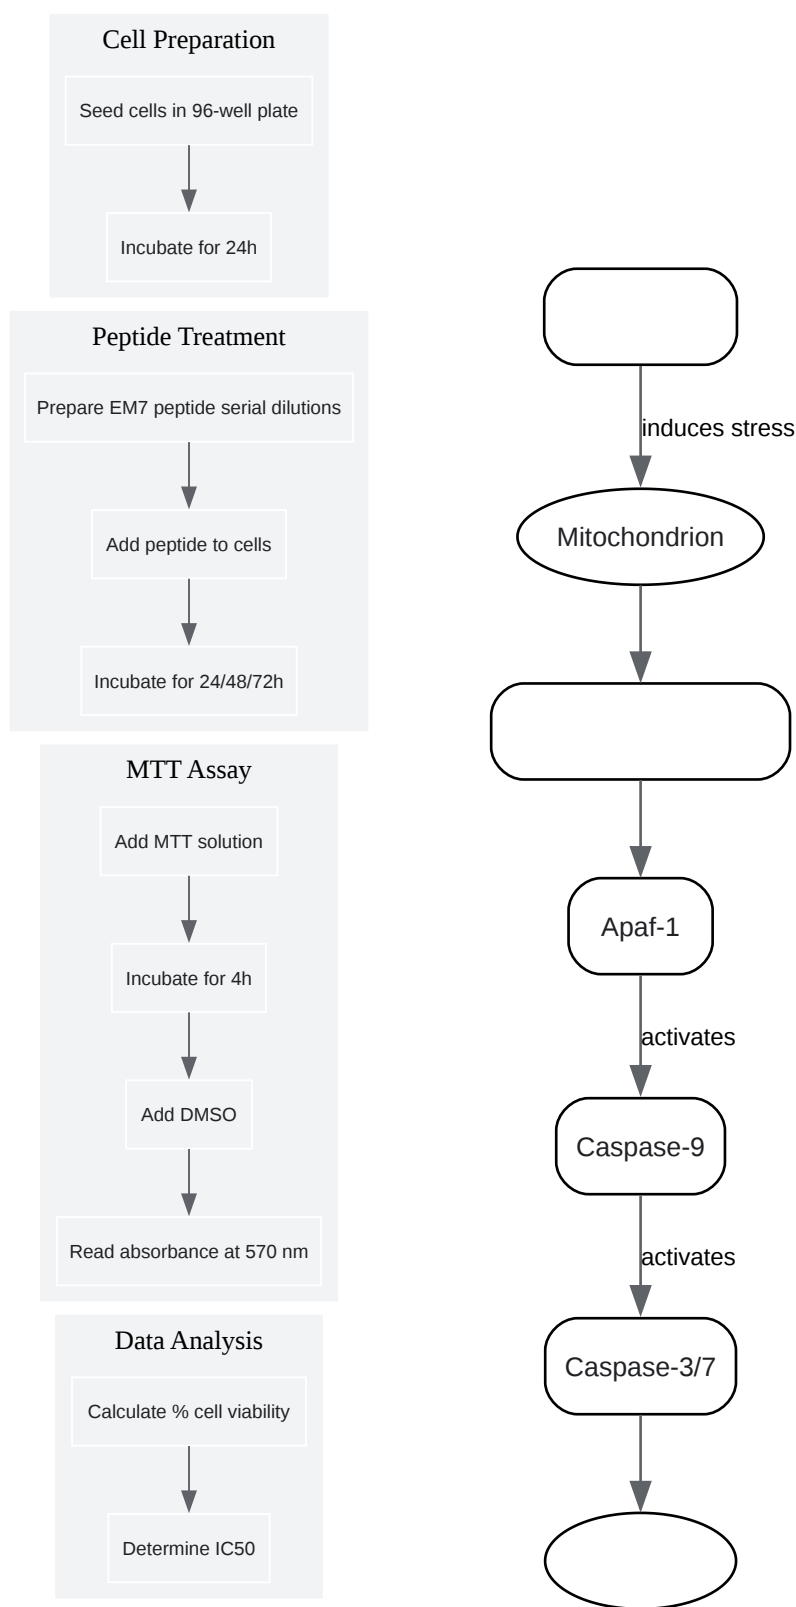 Cell Preparation
Seed cells in 96-well plate
Incubate for 24h
Peptide Treatment
Prepare EM7 peptide serial dilutions
Add peptide to cells
Incubate for 24/48/72h
MTT Assay
Add MTT solution
Incubate for 4h
Add DMSO
Read absorbance at 570 nm
Data Analysis
Calculate % cell viability
Determine IC50
induces stress
Mitochondrion
Apaf-1
activates
Caspase-9
activates
Caspase-3/7